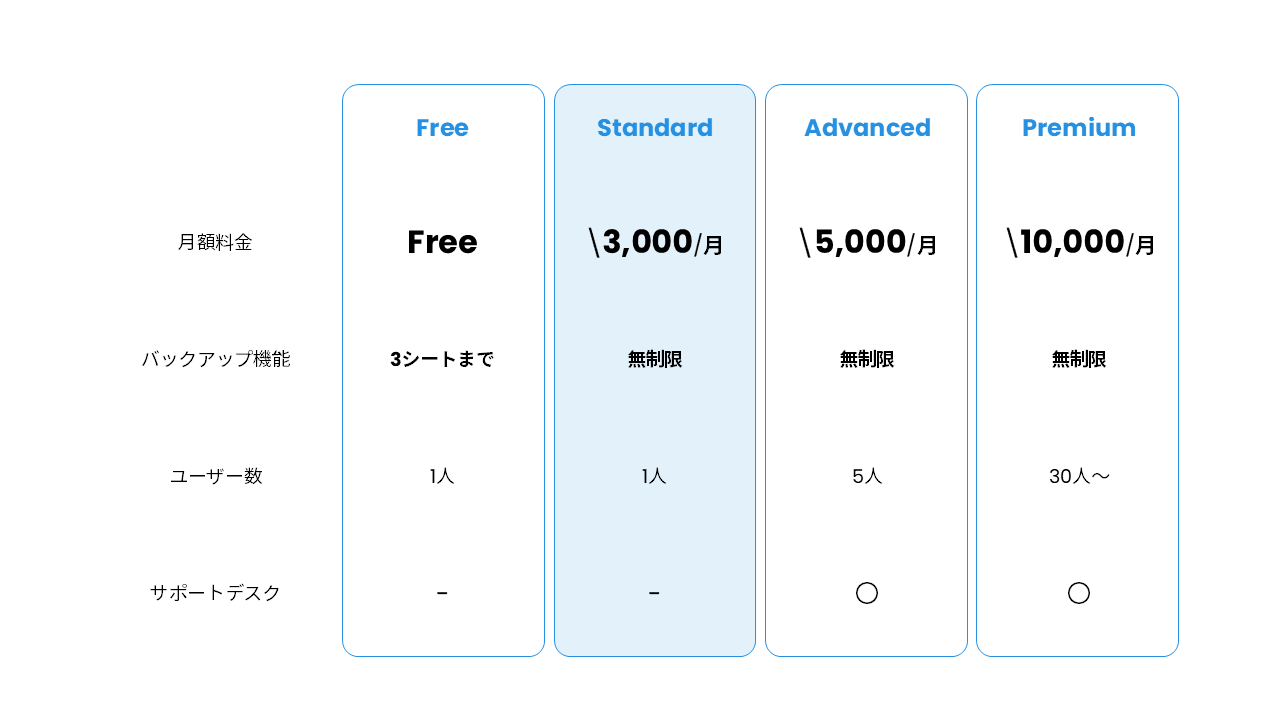 Free Standard Advanced Premium
月額料金 Free \3,000/月 \5,000/月 \10,000/月
バックアップ機能 3シートまで 無制限 無制限 無制限
ユーザー数 1人 1人 5人 30人〜
サポートデスク - - ○ ○